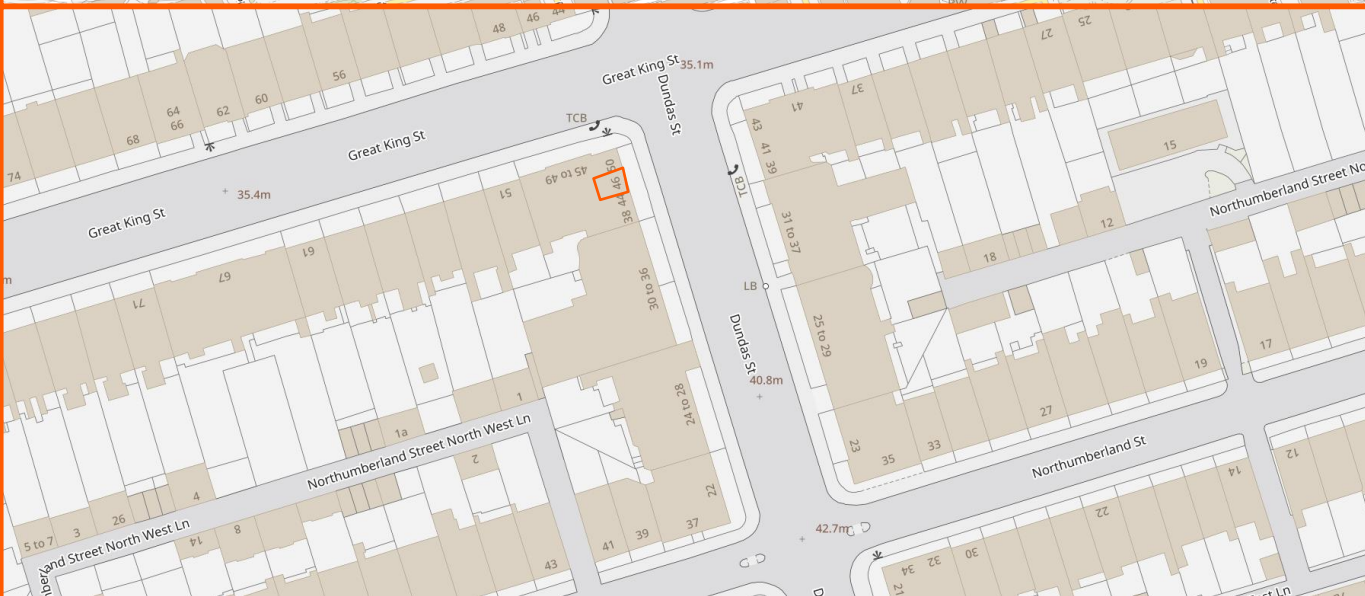 48
46
44
RW
25
27
Great King St
35.1m
Dundas St
56
64
66
62
60
68
74
TCB
Great King St
37
41
43
41
39
TCB
15
35.4m
Great King St
45 to 49
50
46
44
38
51
61
67
71
31 to 37
12
18
Northumberland Street No
30 to 36
LB
Dundas St
25 to 29
40.8m
17
19
24 to 28
1
1a
27
Northumberland Street North West Ln
2
23
35
33
Northumberland St
4
22
26
3
5 to 7
14
8
and Street North West Ln
41
39
37
43
42.7m
12
14
22
30
32
34
21
m